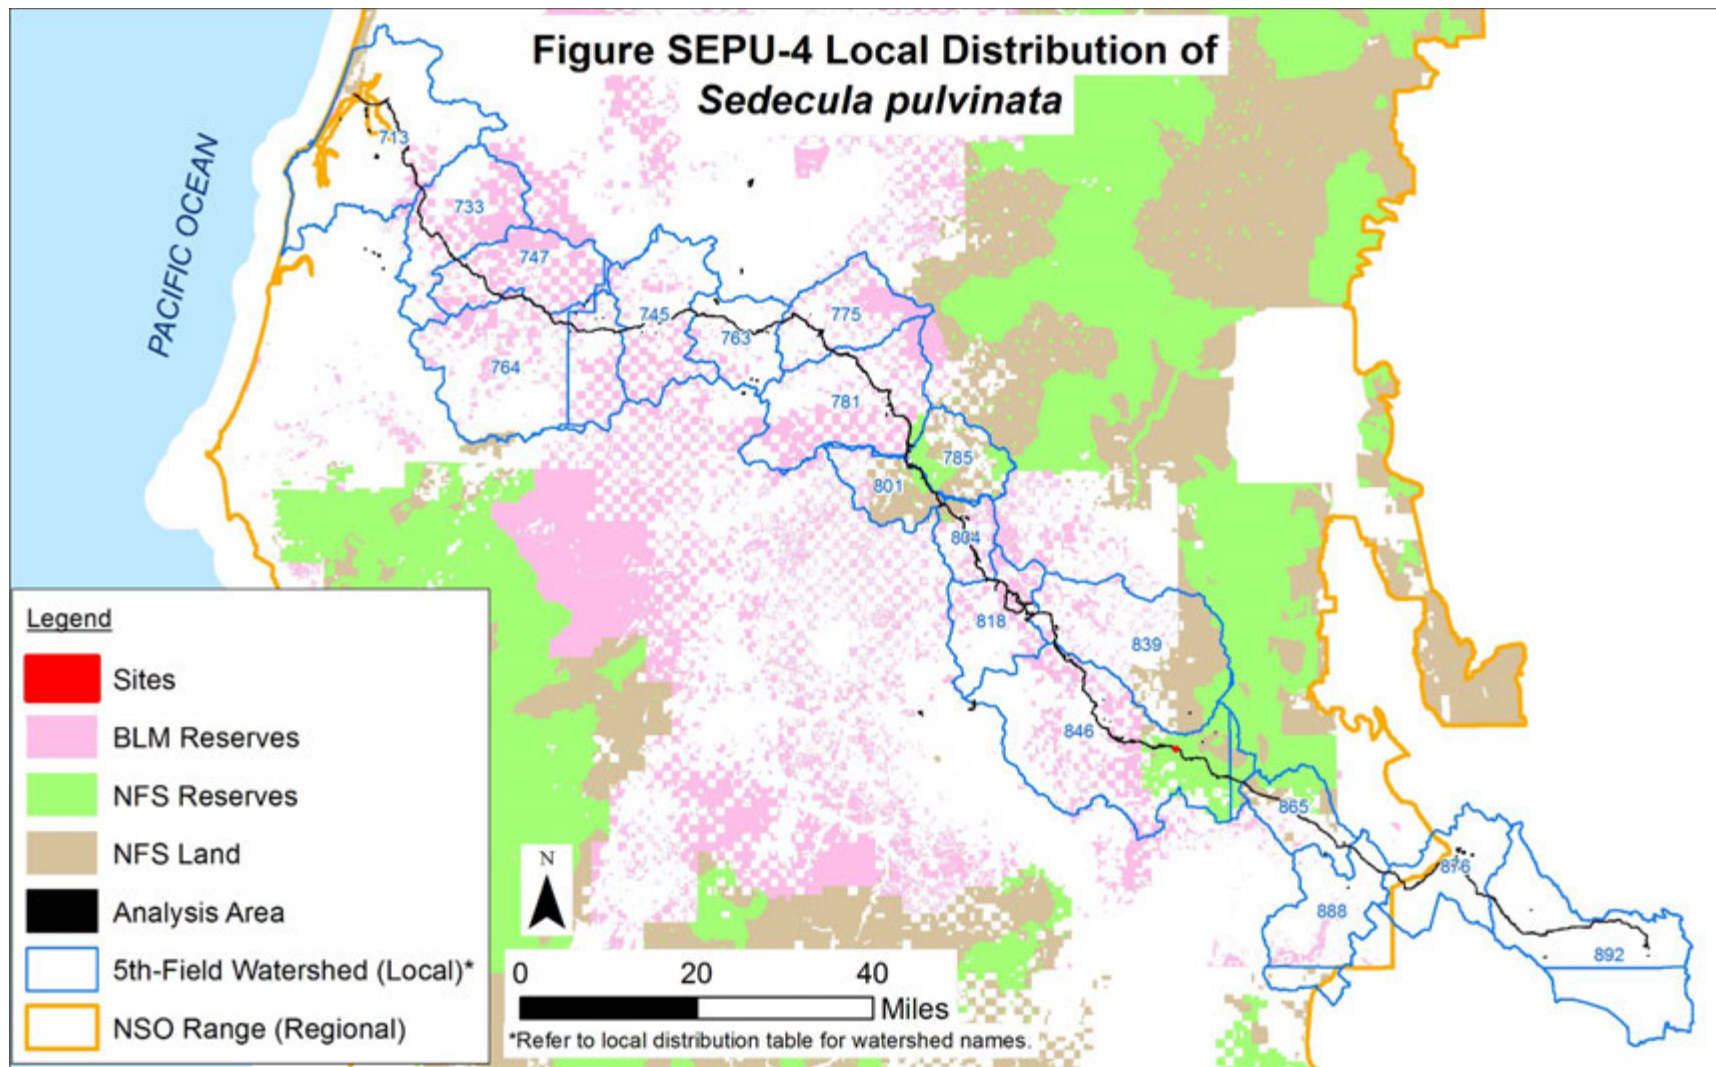 Figure SEPU-4 Local Distribution of
Sedecula pulvinata
PACIFIC OCEAN
713
733
747
745
775
763
764
781
785
801
804
818
839
846
865
876
888
892
Legend
Sites
BLM Reserves
NFS Reserves
NFS Land
Analysis Area
5th-Field Watershed (Local)*
NSO Range (Regional)
N
0 20 40
Miles
*Refer to local distribution table for watershed names.